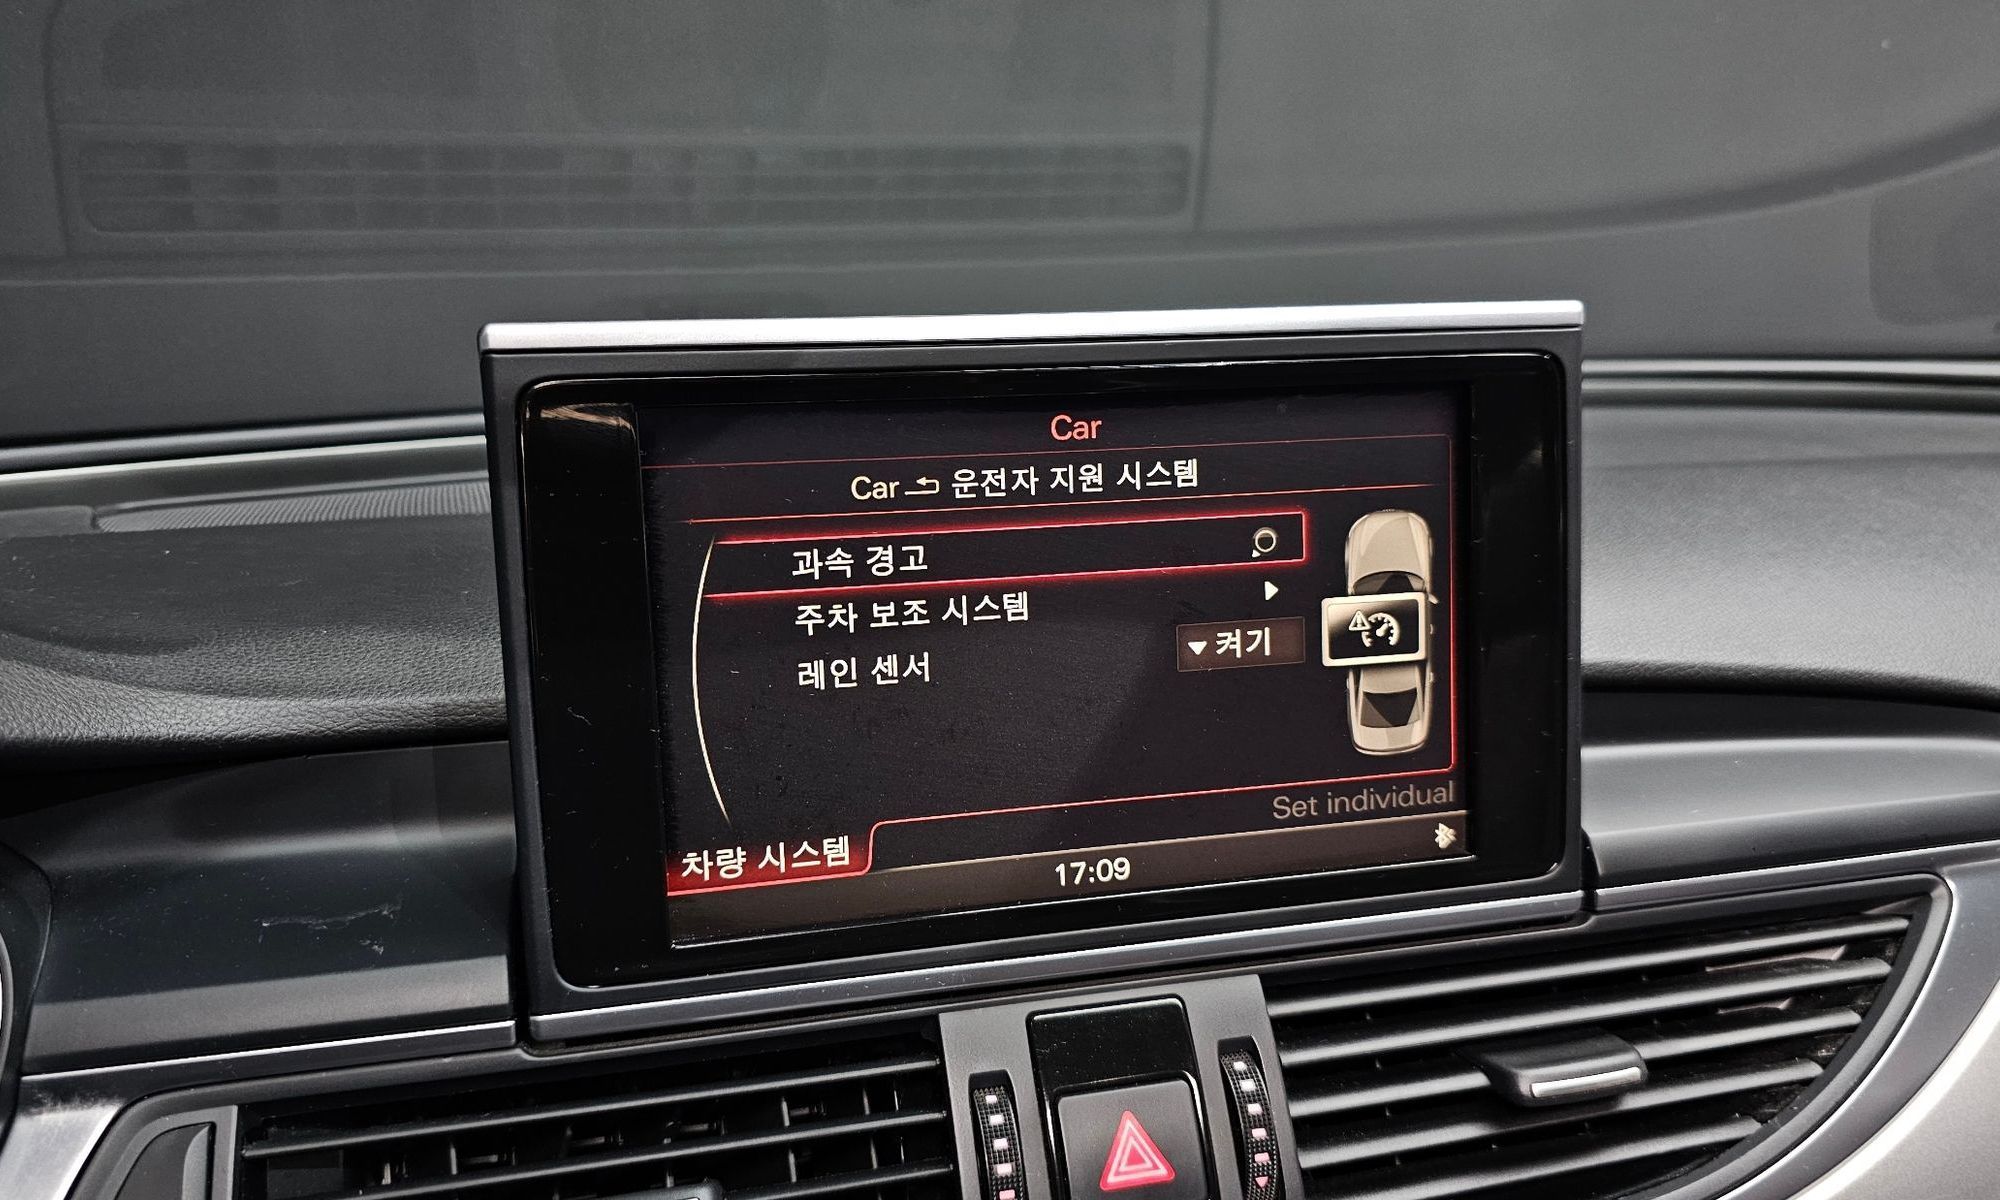 Car
Car 운전자 지원 시스템
과속 경고
주차 보조 시스템
레인 센서 켜기
Set individual
차량 시스템
17:09